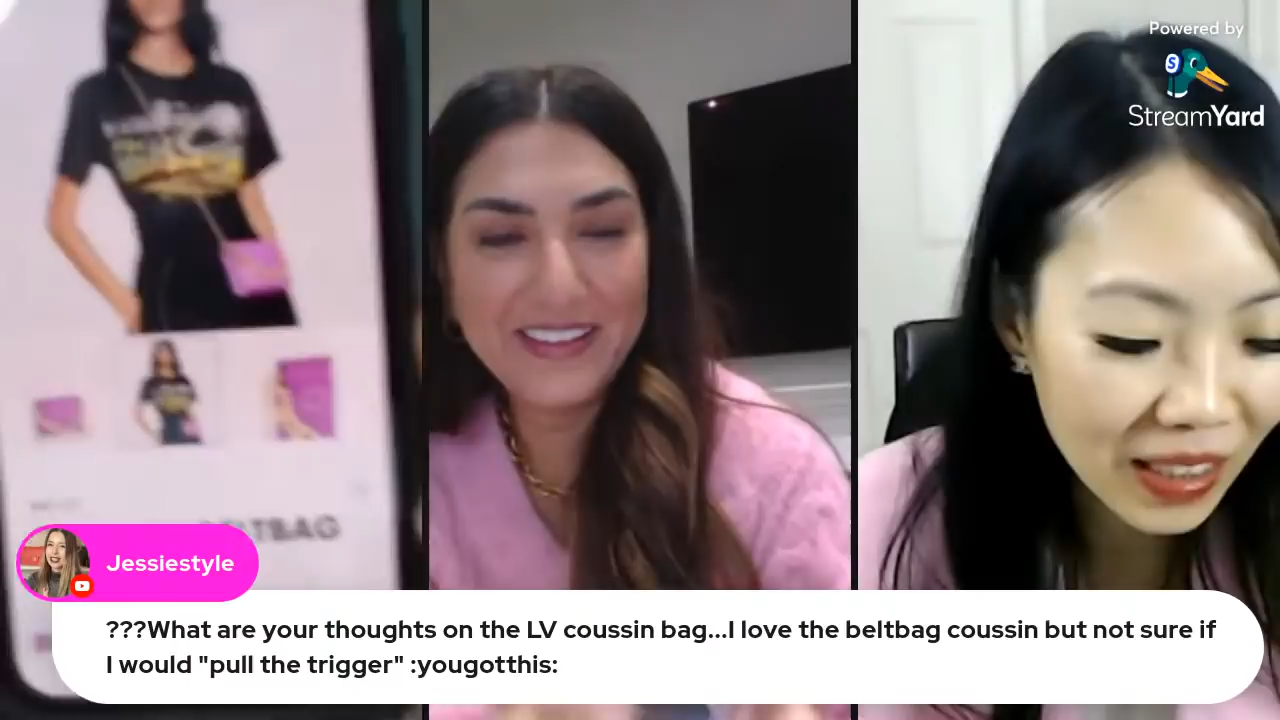 Powered by
StreamYard
BELTBAG
Jessiestyle
???What are your thoughts on the LV coussin bag...I love the beltbag coussin but not sure if
I would "pull the trigger" :yougotthis: